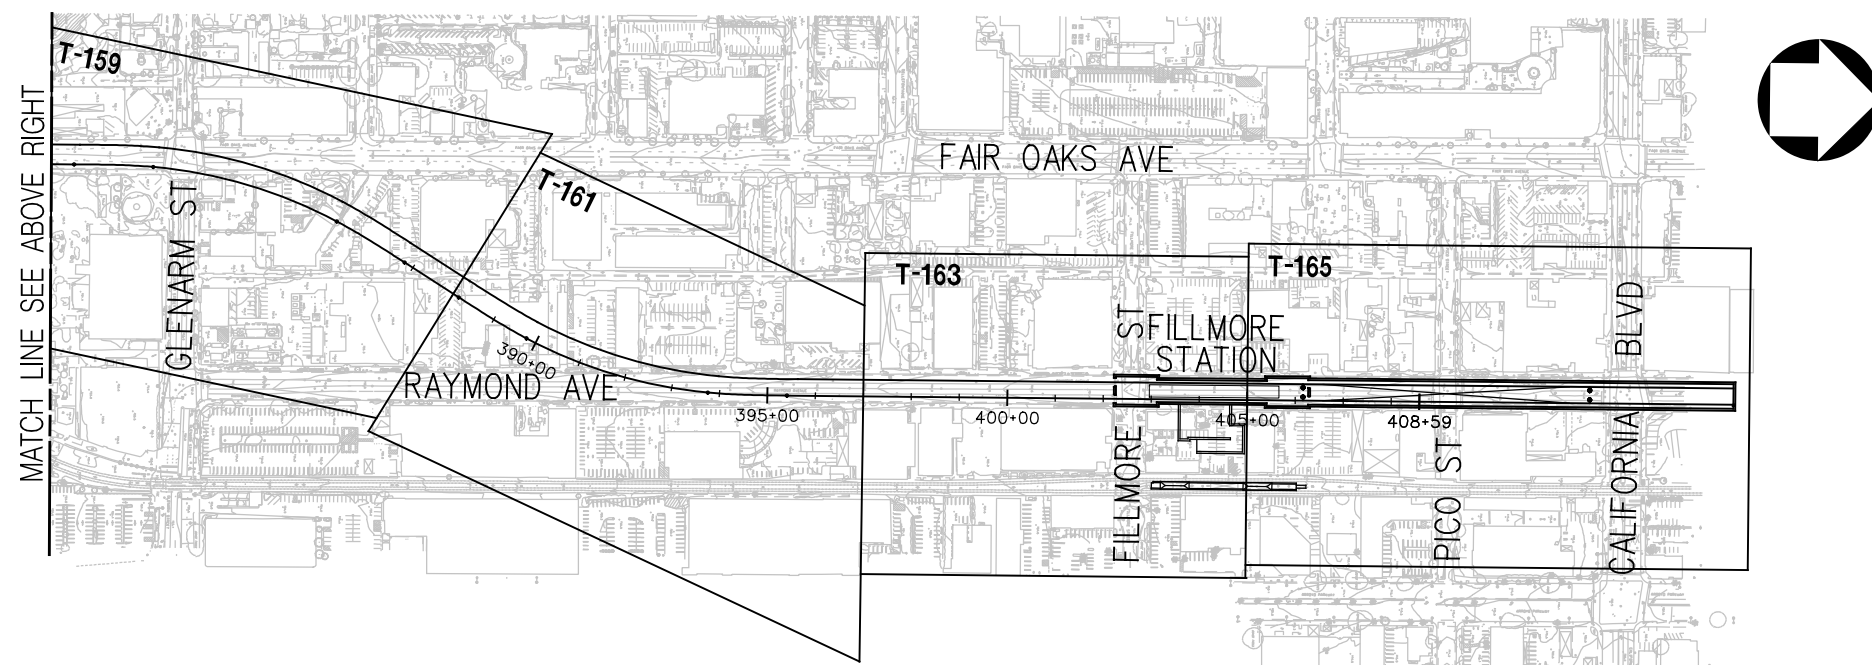 T-159
MATCH LINE SEE ABOVE RIGHT
GLENARM ST
T-161
FAIR OAKS AVE
390+00
RAYMOND AVE
395+00
T-163
400+00
FILLMORE ST
FILLMORE
STATION
405+00
T-165
408+59
PICO ST
CALIFORNIA BLVD